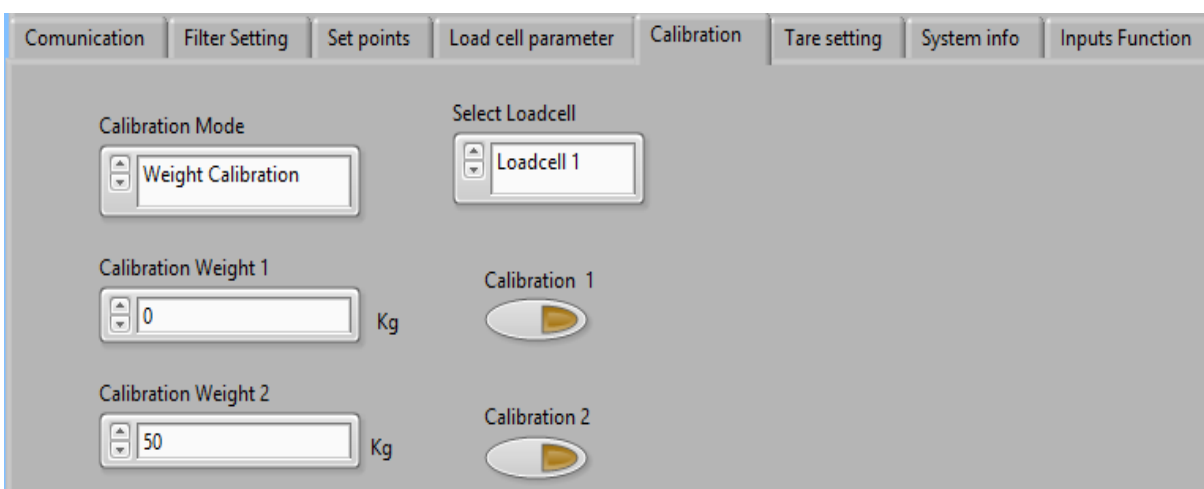 Comunication Filter Setting Set points Load cell parameter Calibration Tare setting System info Inputs Function
Calibration Mode
Weight Calibration
Select Loadcell
Loadcell 1
Calibration Weight 1
0 Kg
Calibration 1
Calibration Weight 2
50 Kg
Calibration 2